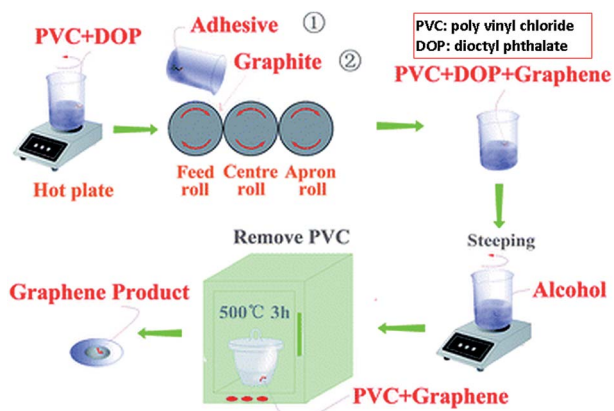 PVC+DOP
Hot plate
Adhesive ①
Graphite ②
Feed roll
Centre roll
Apron roll
PVC: poly vinyl chloride
DOP: dioctyl phthalate
PVC+DOP+Graphene
Steeping
Alcohol
Remove PVC
500℃ 3h
PVC+Graphene
Graphene Product